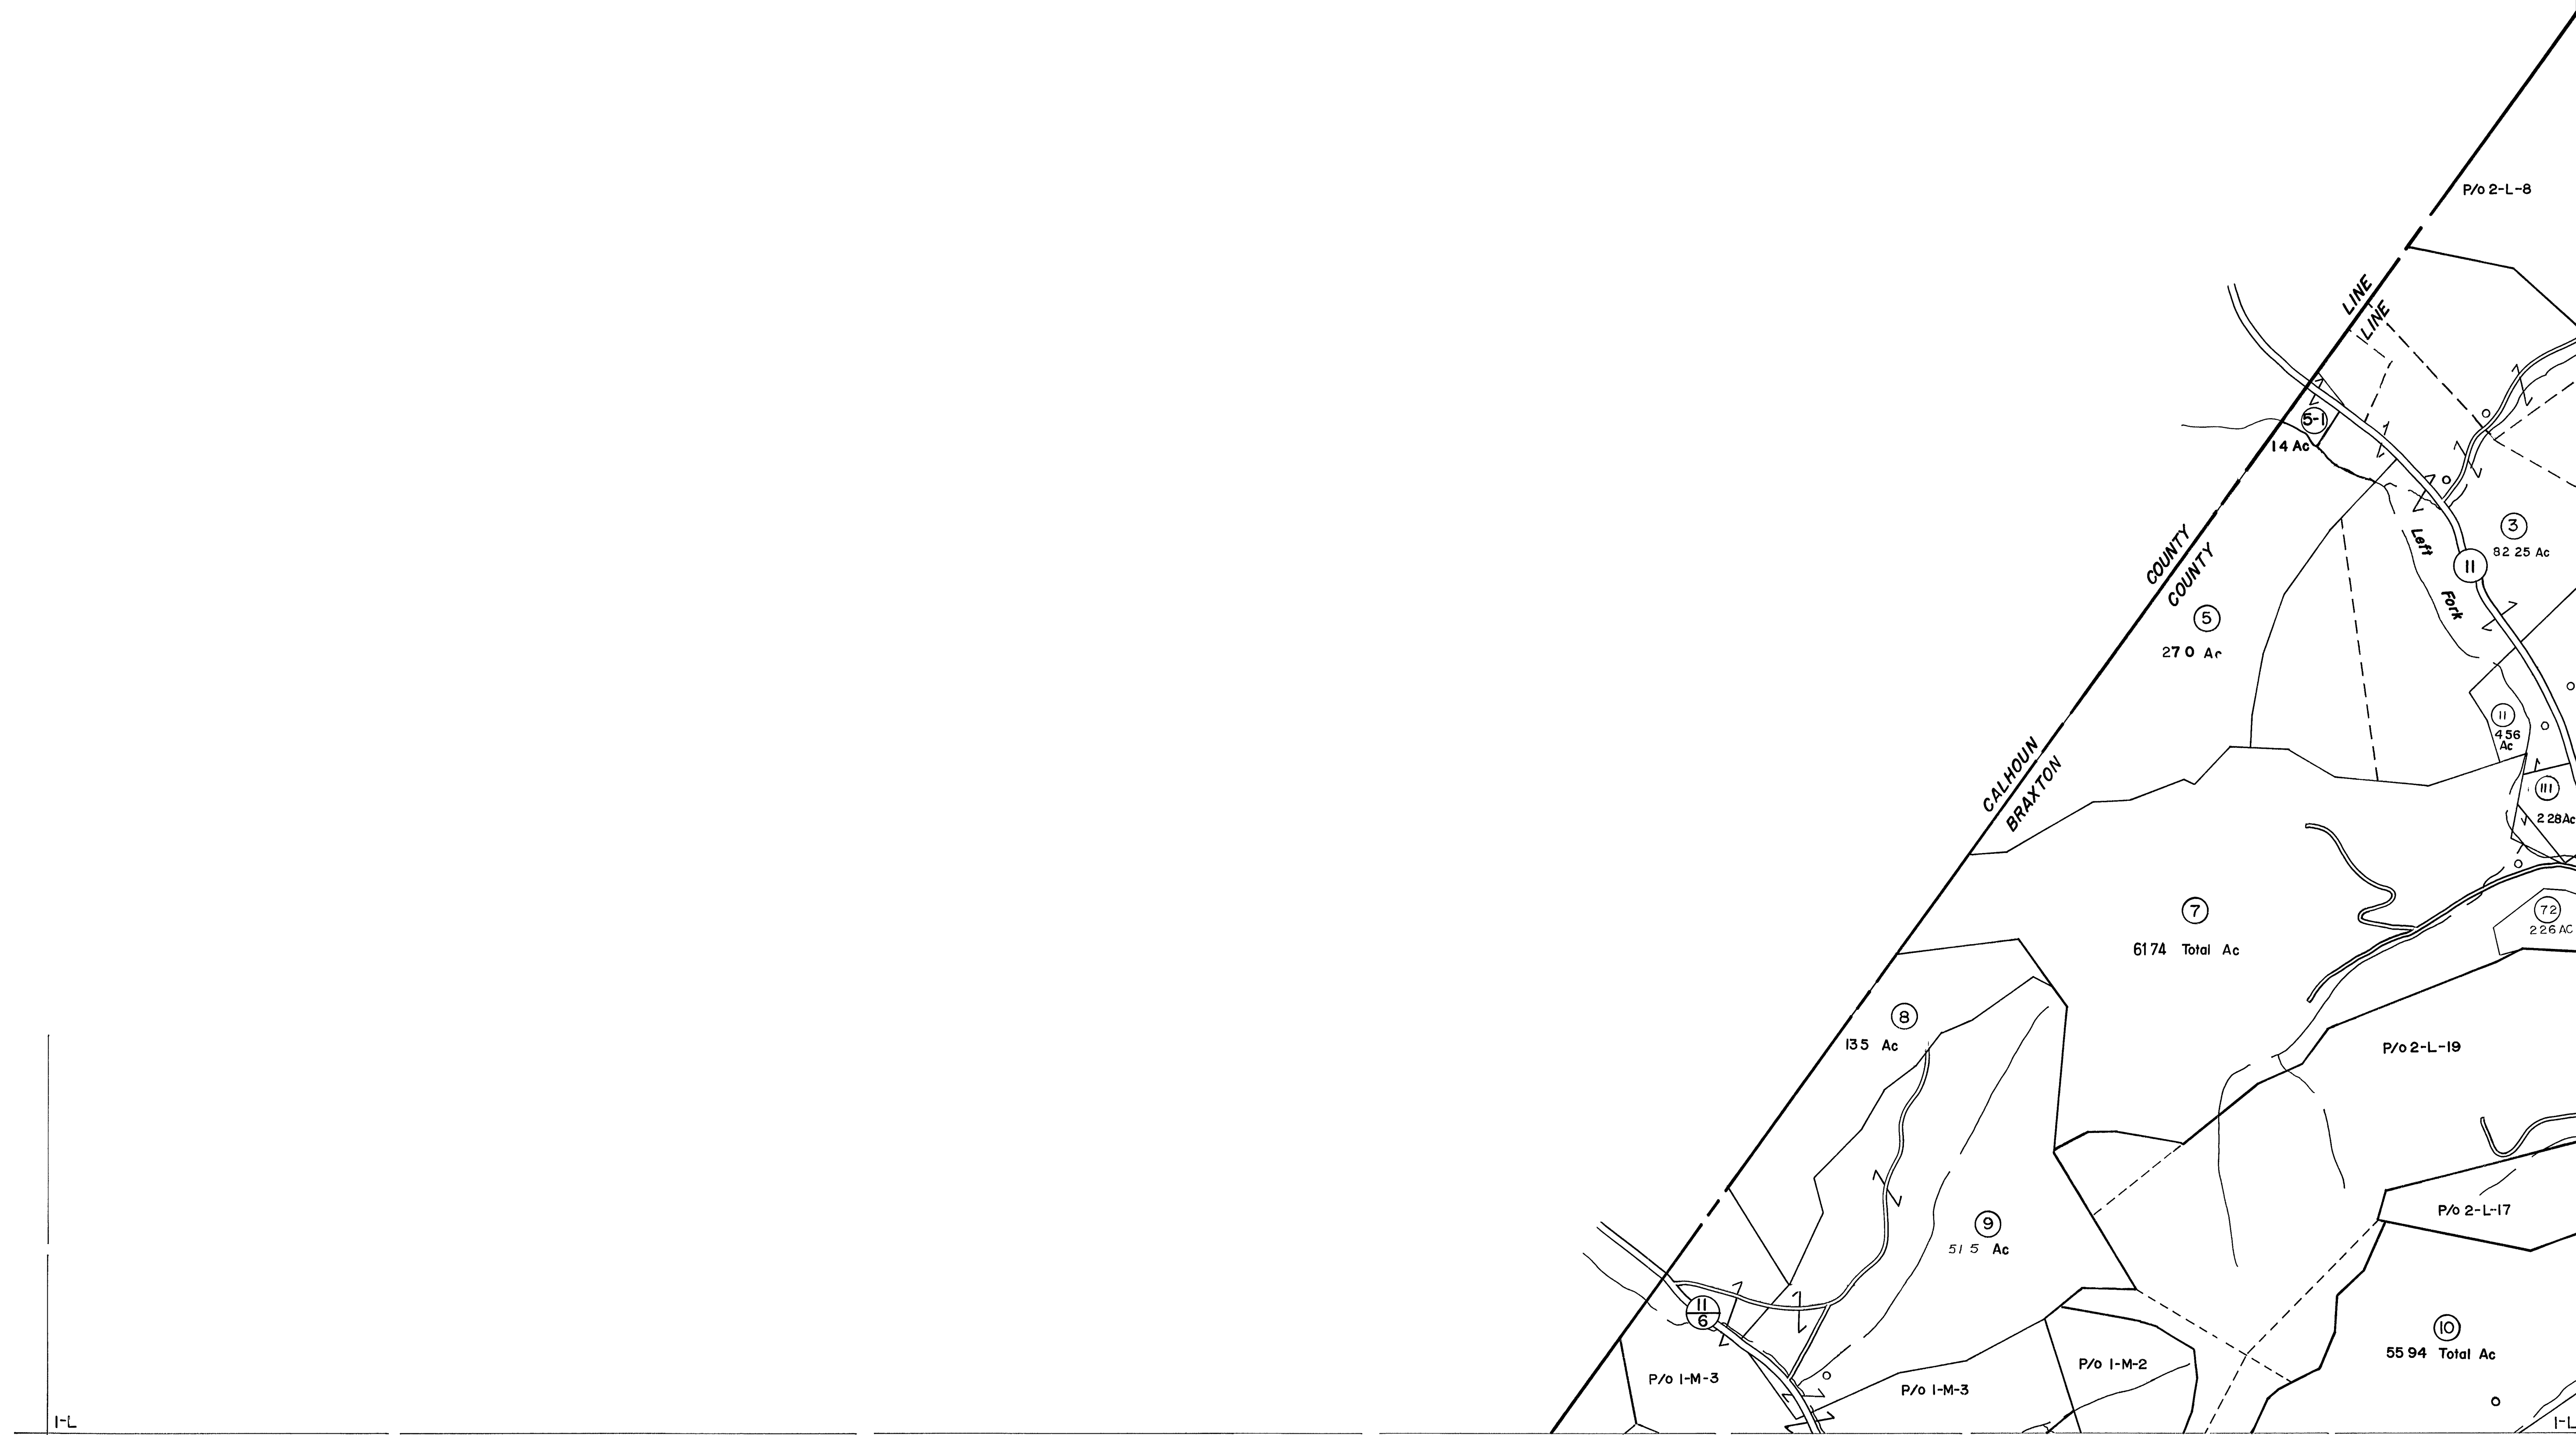 P/o 2-L-8
LINE
LINE
5-1
14 Ac
3
82 25 Ac
Left
Fork
11
COUNTY
COUNTY
5
27 0 Ac
11
4 56
Ac
CALHOUN
BRAXTON
111
2 28Ac
7
61 74 Total Ac
72
2 26 AC
8
13 5 Ac
P/o 2-L-19
9
51 5 Ac
P/o 2-L-17
11
6
10
55 94 Total Ac
P/o 1-M-3
P/o 1-M-3
P/o 1-M-2
1-L
1-L